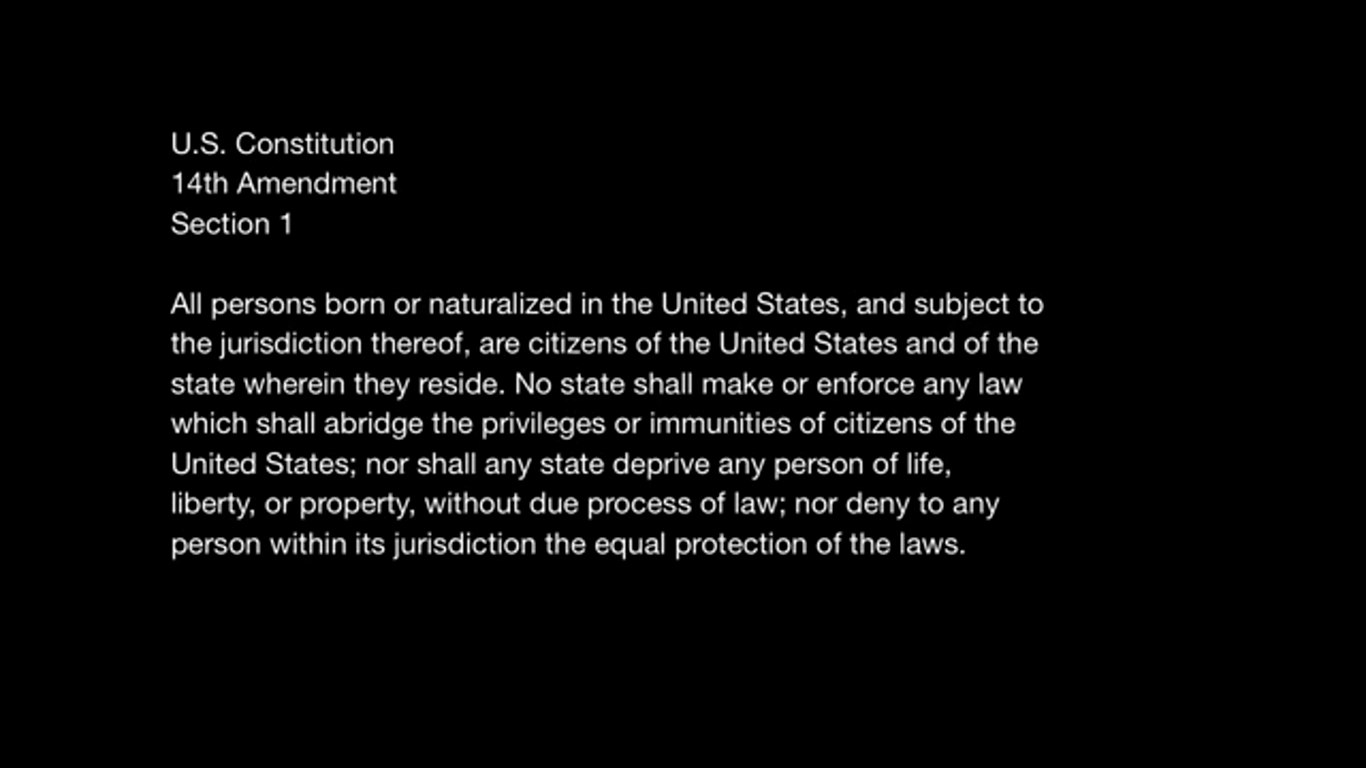 U.S. Constitution
14th Amendment
Section 1
All persons born or naturalized in the United States, and subject to
the jurisdiction thereof, are citizens of the United States and of the
state wherein they reside. No state shall make or enforce any law
which shall abridge the privileges or immunities of citizens of the
United States; nor shall any state deprive any person of life,
liberty, or property, without due process of law; nor deny to any
person within its jurisdiction the equal protection of the laws.